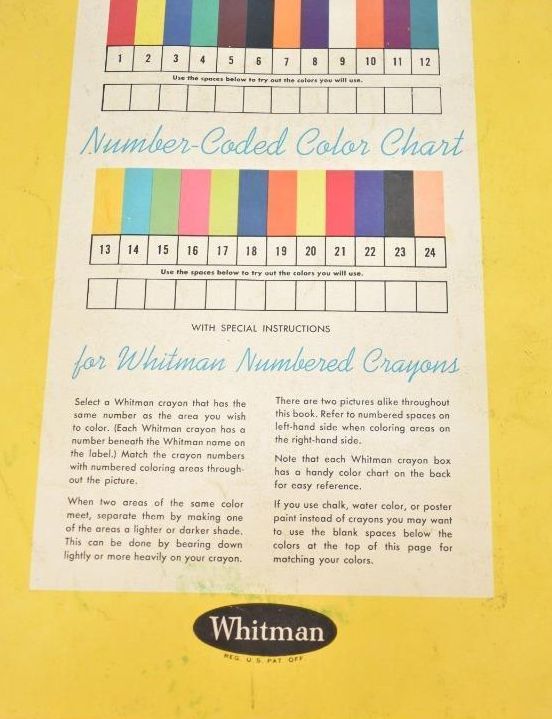 1 2 3 4 5 6 7 8 9 10 11 12
Use the spaces below to try out the colors you will use.
Number-Coded Color Chart
13 14 15 16 17 18 19 20 21 22 23 24
Use the spaces below to try out the colors you will use.
WITH SPECIAL INSTRUCTIONS
for Whitman Numbered Crayons
Select a Whitman crayon that has the
same number as the area you wish
to color. (Each Whitman crayon has a
number beneath the Whitman name on
the label.) Match the crayon numbers
with numbered coloring areas through-
out the picture.
When two areas of the same color
meet, separate them by making one
of the areas a lighter or darker shade.
This can be done by bearing down
lightly or more heavily on your crayon.
There are two pictures alike throughout
this book. Refer to numbered spaces on
left-hand side when coloring areas on
the right-hand side.
Note that each Whitman crayon box
has a handy color chart on the back
for easy reference.
If you use chalk, water color, or poster
paint instead of crayons you may want
to use the blank spaces below the
colors at the top of this page for
matching your colors.
Whitman
REG. U.S. PAT. OFF.